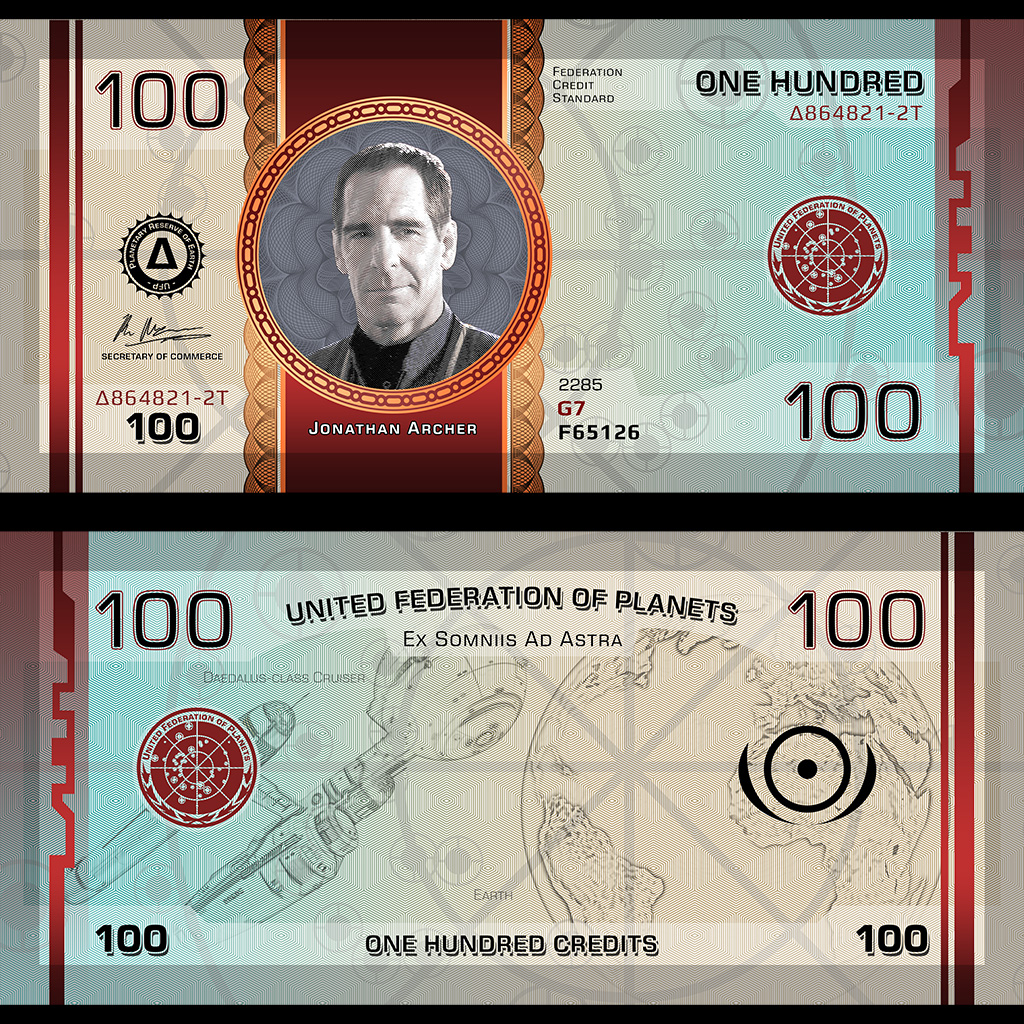 100
FEDERATION
CREDIT
STANDARD
ONE HUNDRED
Δ864821-2T
PLANETARY RESERVE OF EARTH
Δ
- UFP -
UNITED FEDERATION OF PLANETS
SECRETARY OF COMMERCE
Δ864821-2T
100
JONATHAN ARCHER
2285
G7
F65126
100
100
UNITED FEDERATION OF PLANETS
100
EX SOMNIIS AD ASTRA
DAEDALUS-CLASS CRUISER
UNITED FEDERATION OF PLANETS
EARTH
100
ONE HUNDRED CREDITS
100